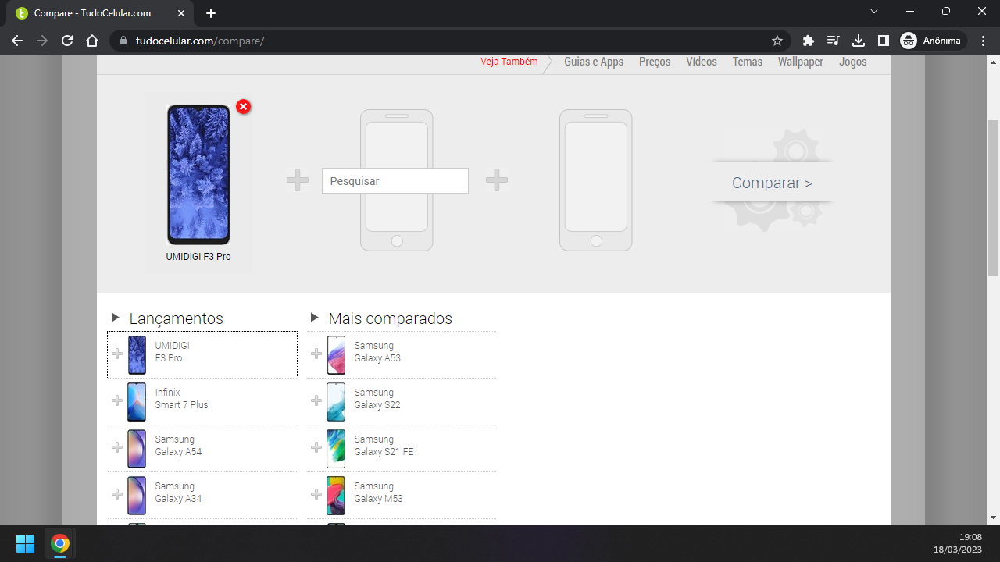 Compare - TudoCelular.com
tudocelular.com/compare/
Anônima
Veja Também
Guias e Apps
Preços
Vídeos
Temas
Wallpaper
Jogos
Pesquisar
Comparar >
UMIDIGI F3 Pro
Lançamentos
UMIDIGI
F3 Pro
Infinix
Smart 7 Plus
Samsung
Galaxy A54
Samsung
Galaxy A34
Mais comparados
Samsung
Galaxy A53
Samsung
Galaxy S22
Samsung
Galaxy S21 FE
Samsung
Galaxy M53
19:08
18/03/2023